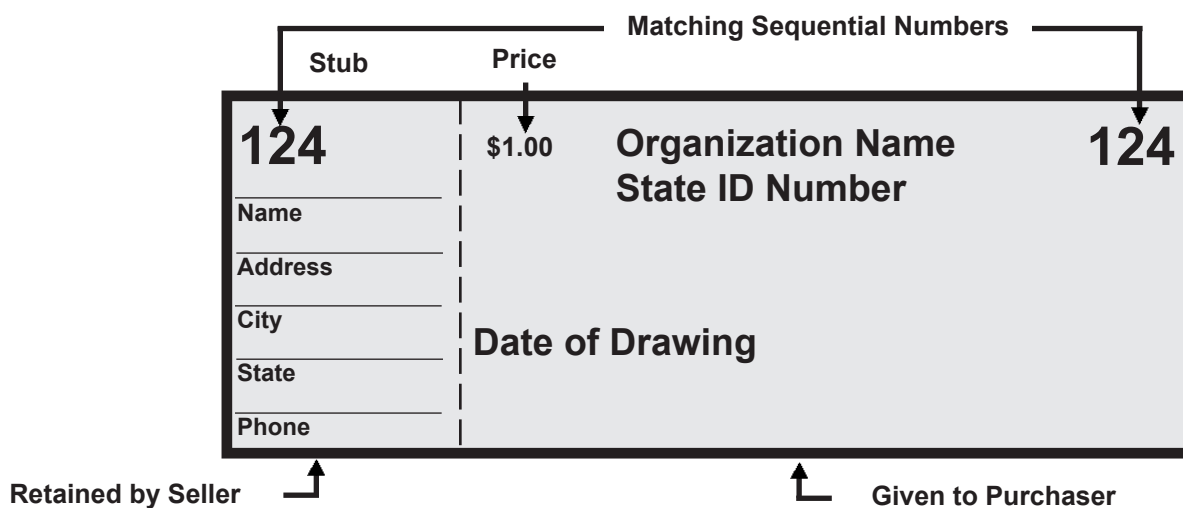 Matching Sequential Numbers
Stub
Price
124
$1.00
Organization Name
124
State ID Number
Name
Address
City
Date of Drawing
State
Phone
Retained by Seller
Given to Purchaser